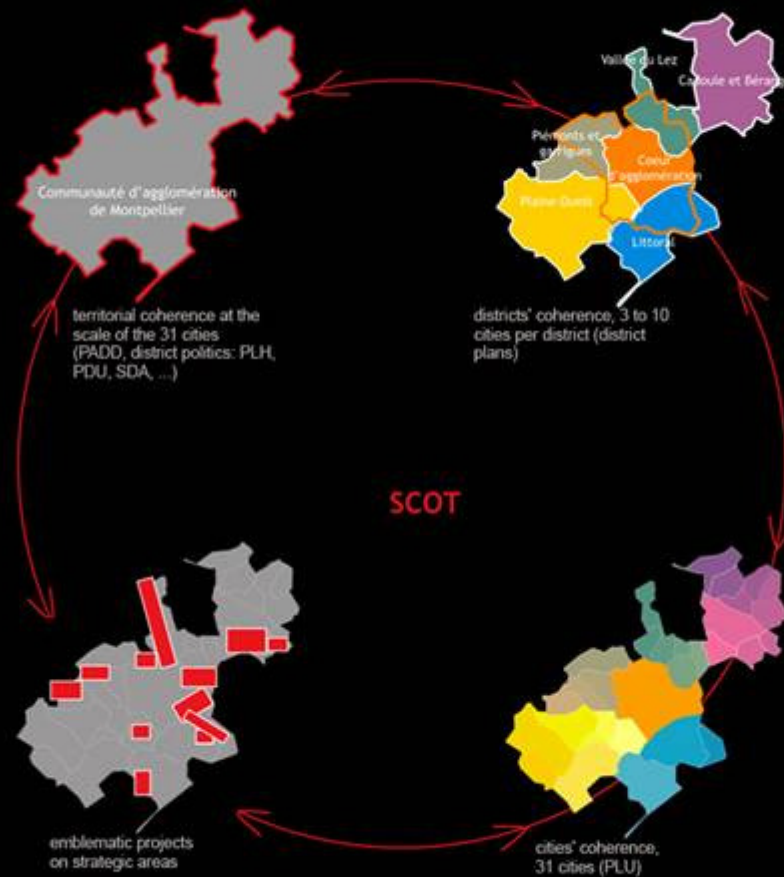 Communauté d'agglomération
de Montpellier
territorial coherence at the
scale of the 31 cities
(PADD, district politics: PLH,
PDU, SDA, ...)
Vallée du Lez
Cadoule et Bérange
Piémonts et
garrigues
Coeur
d'agglomération
Plaine Ouest
Littoral
districts' coherence, 3 to 10
cities per district (district
plans)
SCOT
emblematic projects
on strategic areas
cities' coherence,
31 cities (PLU)